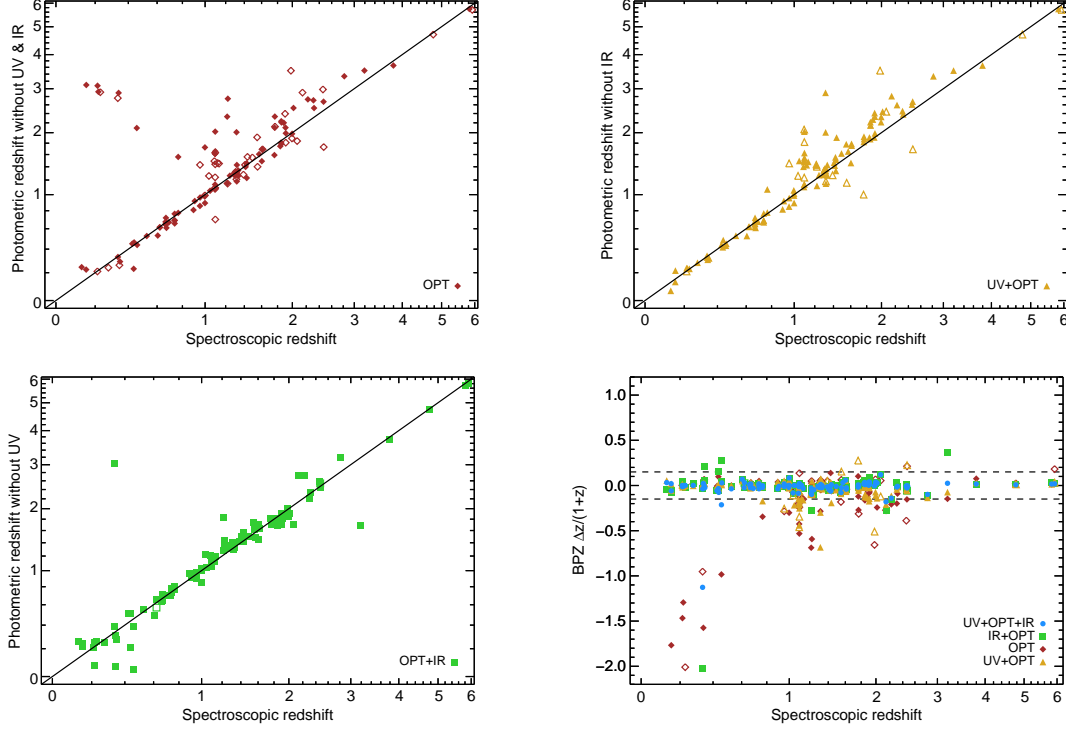 6
5
4
3
2
1
0
Photometric redshift without UV & IR
OPT
0 1 2 3 4 5 6
Spectroscopic redshift
6
5
4
3
2
1
0
Photometric redshift without IR
UV+OPT
0 1 2 3 4 5 6
Spectroscopic redshift
6
5
4
3
2
1
0
Photometric redshift without UV
OPT+IR
0 1 2 3 4 5 6
Spectroscopic redshift
1.0
0.5
0.0
−0.5
−1.0
−1.5
−2.0
BPZ Δz/(1+z)
UV+OPT+IR
IR+OPT
OPT
UV+OPT
0 1 2 3 4 5 6
Spectroscopic redshift